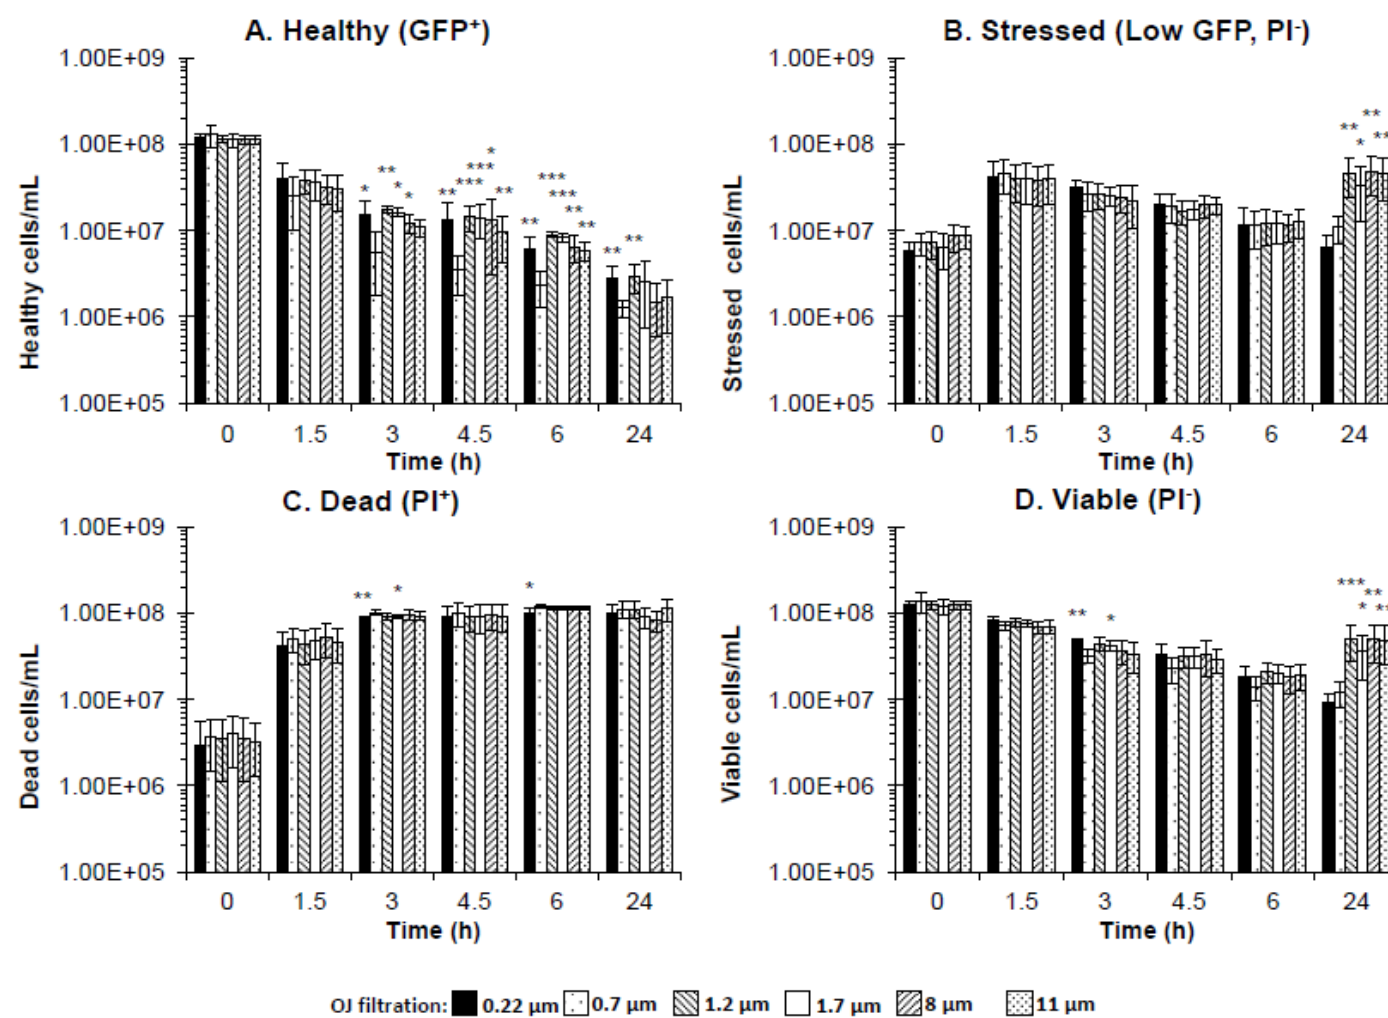 A. Healthy (GFP⁺)
1.00E+09
1.00E+08
1.00E+07
1.00E+06
1.00E+05
Healthy cells/mL
* ** * * ** *** *** * ** ** *** *** ** ** ** **
0 1.5 3 4.5 6 24
Time (h)
B. Stressed (Low GFP, PI⁻)
1.00E+09
1.00E+08
1.00E+07
1.00E+06
1.00E+05
Stressed cells/mL
** * ** **
0 1.5 3 4.5 6 24
Time (h)
C. Dead (PI⁺)
1.00E+09
1.00E+08
1.00E+07
1.00E+06
1.00E+05
Dead cells/mL
** * *
0 1.5 3 4.5 6 24
Time (h)
D. Viable (PI⁻)
1.00E+09
1.00E+08
1.00E+07
1.00E+06
1.00E+05
Viable cells/mL
** * *** * ** **
0 1.5 3 4.5 6 24
Time (h)
OJ filtration: 0.22 µm 0.7 µm 1.2 µm 1.7 µm 8 µm 11 µm